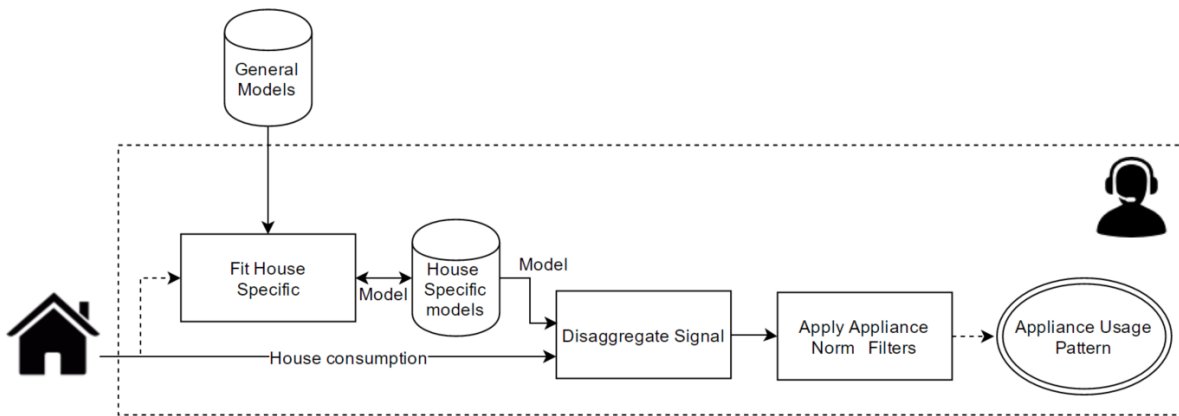 General
Models
Fit House
Specific
Model
House
Specific
models
Model
House consumption
Disaggregate Signal
Apply Appliance
Norm Filters
Appliance Usage
Pattern